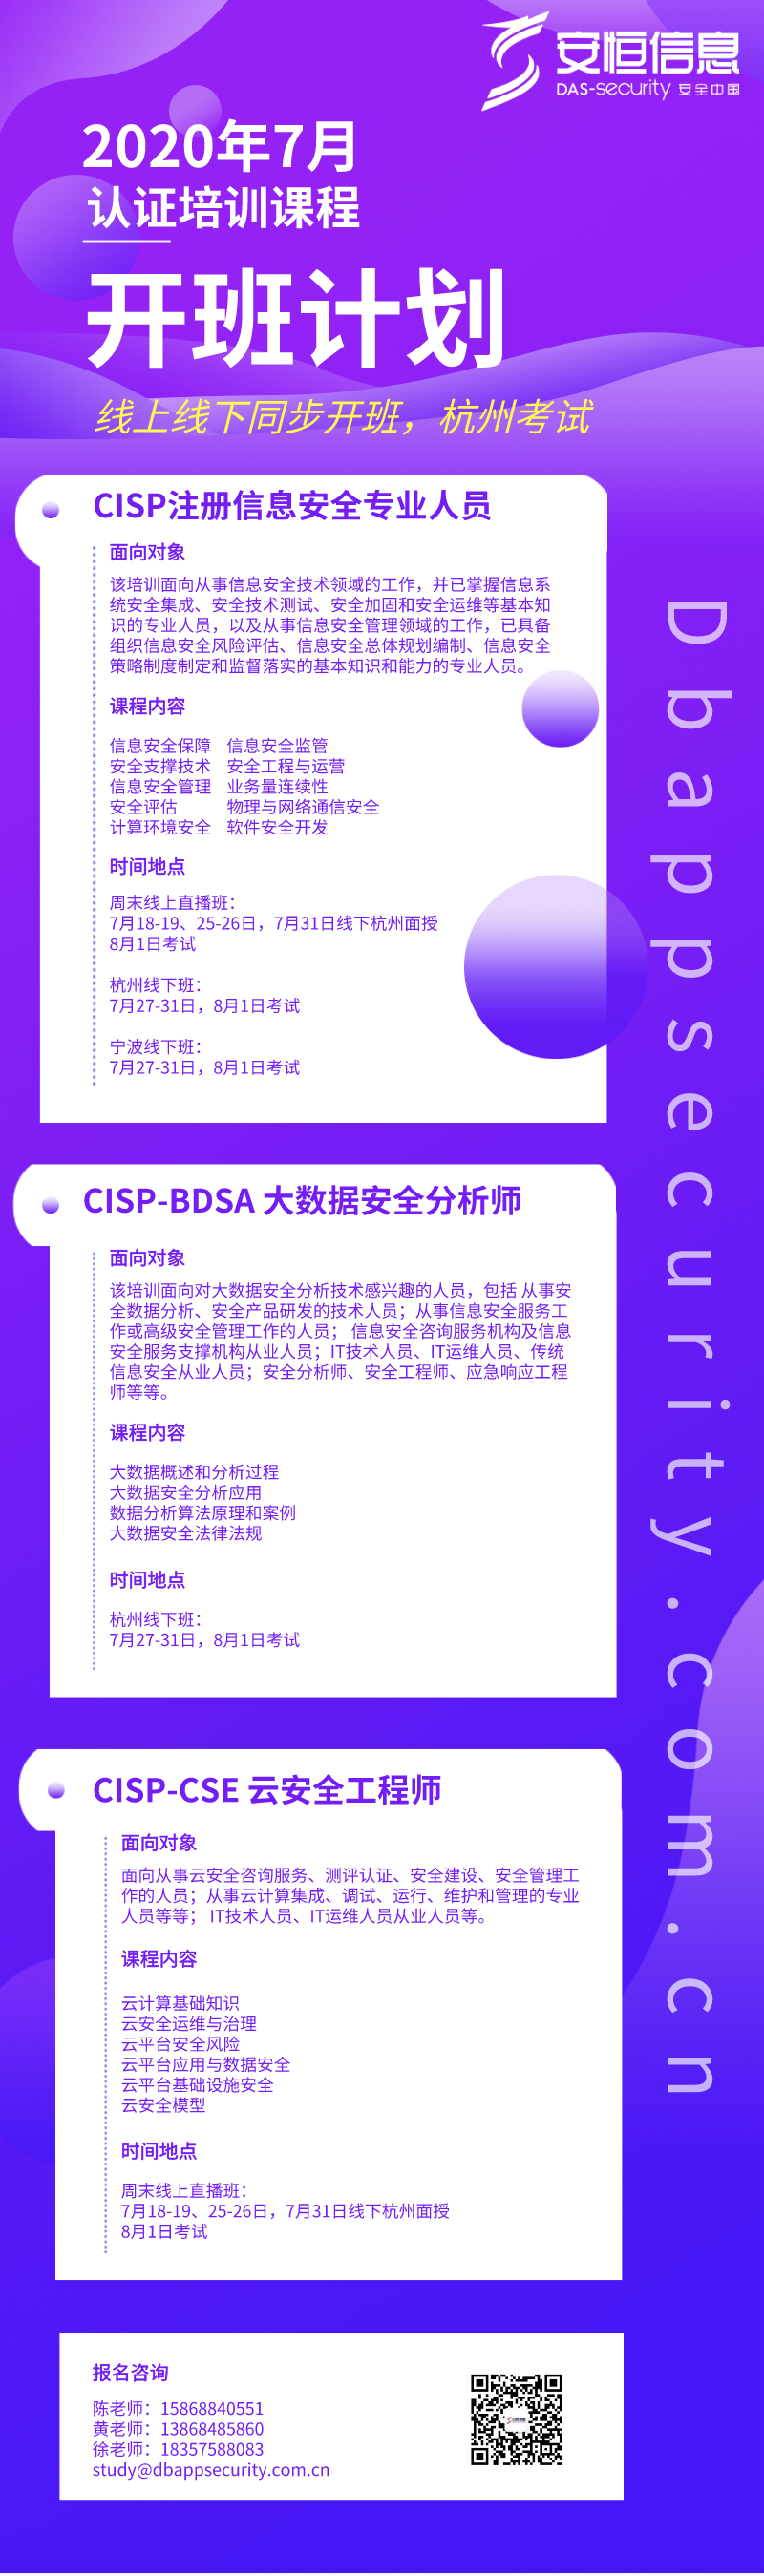 安恒信息
DAS-security 安全中国
2020年7月
认证培训课程
开班计划
线上线下同步开班，杭州考试
CISP注册信息安全专业人员
面向对象
该培训面向从事信息安全技术领域的工作，并已掌握信息系
统安全集成、安全技术测试、安全加固和安全运维等基本知
识的专业人员，以及从事信息安全管理领域的工作，已具备
组织信息安全风险评估、信息安全总体规划编制、信息安全
策略制度制定和监督落实的基本知识和能力的专业人员。
课程内容
信息安全保障 信息安全监管
安全支撑技术 安全工程与运营
信息安全管理 业务量连续性
安全评估 物理与网络通信安全
计算环境安全 软件安全开发
时间地点
周末线上直播班：
7月18-19、25-26日，7月31日线下杭州面授
8月1日考试
杭州线下班：
7月27-31日，8月1日考试
宁波线下班：
7月27-31日，8月1日考试
CISP-BDSA 大数据安全分析师
面向对象
该培训面向对大数据安全分析技术感兴趣的人员，包括 从事安
全数据分析、安全产品研发的技术人员；从事信息安全服务工
作或高级安全管理工作的人员； 信息安全咨询服务机构及信息
安全服务支撑机构从业人员；IT技术人员、IT运维人员、传统
信息安全从业人员；安全分析师、安全工程师、应急响应工程
师等等。
课程内容
大数据概述和分析过程
大数据安全分析应用
数据分析算法原理和案例
大数据安全法律法规
时间地点
杭州线下班：
7月27-31日，8月1日考试
CISP-CSE 云安全工程师
面向对象
面向从事云安全咨询服务、测评认证、安全建设、安全管理工
作的人员；从事云计算集成、调试、运行、维护和管理的专业
人员等等； IT技术人员、IT运维人员从业人员等。
课程内容
云计算基础知识
云安全运维与治理
云平台安全风险
云平台应用与数据安全
云平台基础设施安全
云安全模型
时间地点
周末线上直播班：
7月18-19、25-26日，7月31日线下杭州面授
8月1日考试
报名咨询
陈老师：15868840551
黄老师：13868485860
徐老师：18357588083
study@dbappsecurity.com.cn
Dbappsecurity.com.cn